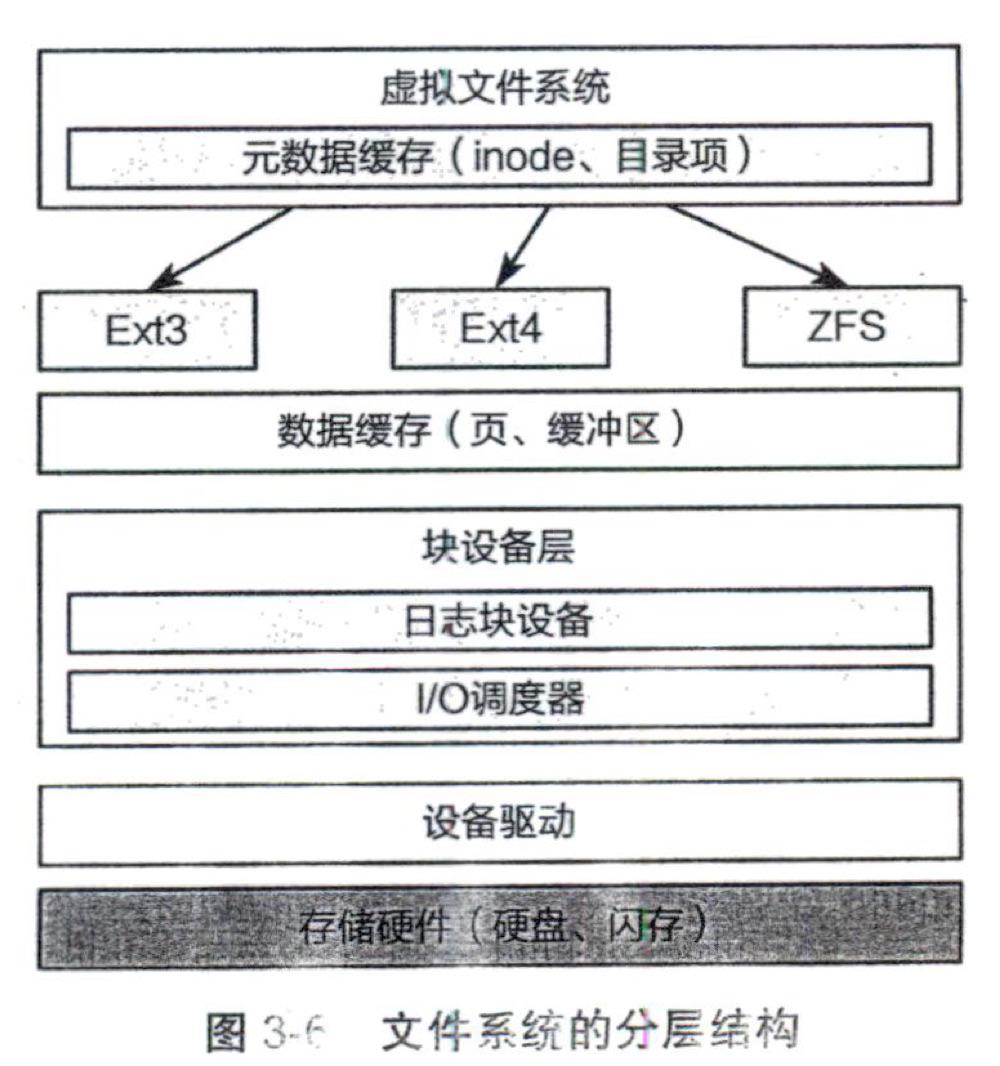 虚拟文件系统
元数据缓存（inode、目录项）
Ext3 Ext4 ZFS
数据缓存（页、缓冲区）
块设备层
日志块设备
I/O调度器
设备驱动
存储硬件（硬盘、闪存）
图 3-6 文件系统的分层结构